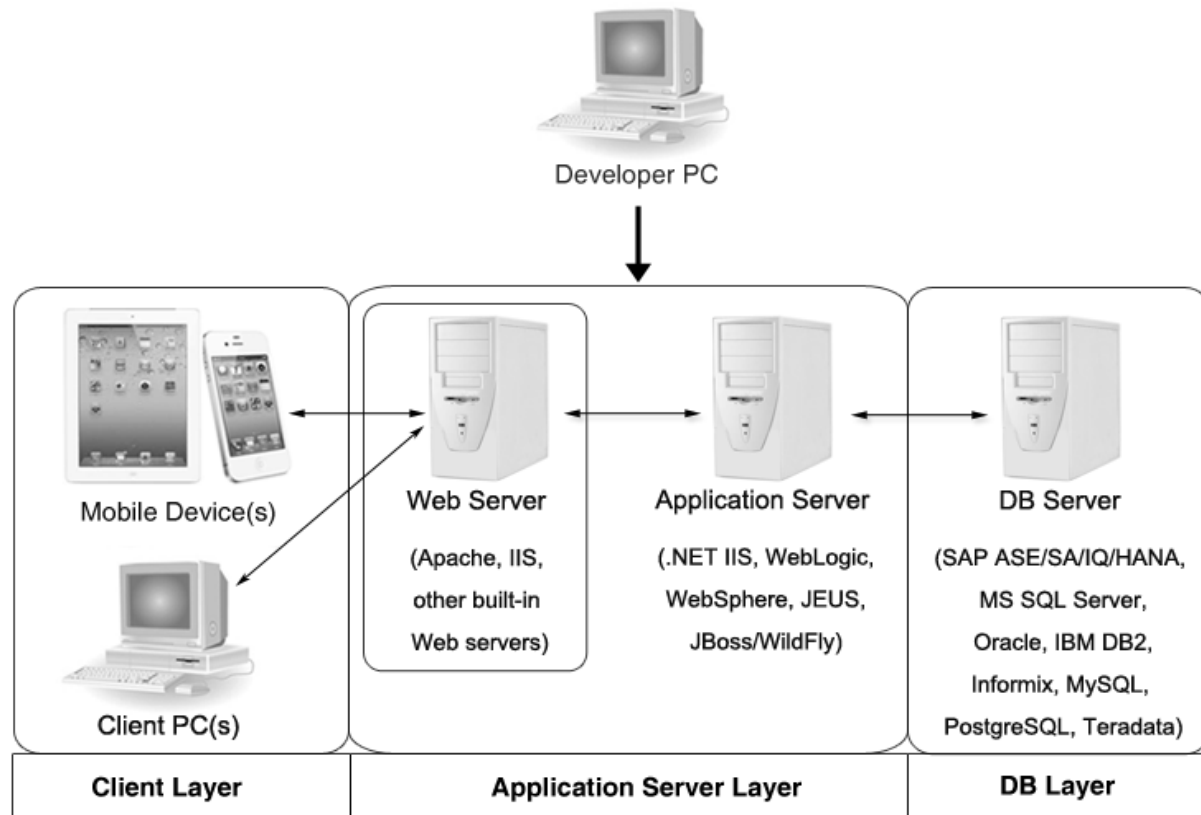 Developer PC
Mobile Device(s)
Client PC(s)
Web Server
(Apache, IIS,
other built-in
Web servers)
Application Server
(.NET IIS, WebLogic,
WebSphere, JEUS,
JBoss/WildFly)
DB Server
(SAP ASE/SA/IQ/HANA,
MS SQL Server,
Oracle, IBM DB2,
Informix, MySQL,
PostgreSQL, Teradata)
Client Layer
Application Server Layer
DB Layer